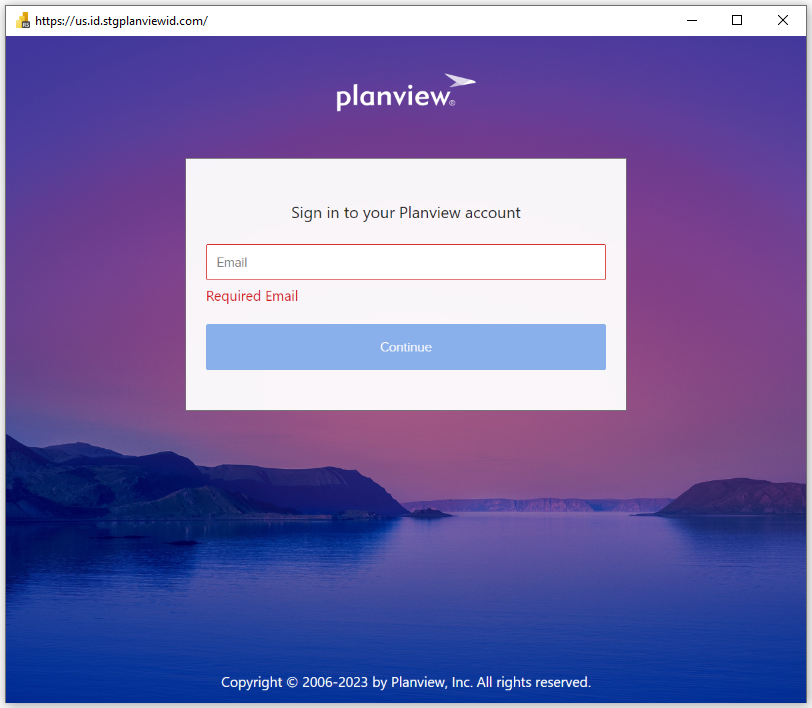 https://us.id.stgplanviewid.com/
planview®
Sign in to your Planview account
Email
Required Email
Continue
Copyright © 2006-2023 by Planview, Inc. All rights reserved.